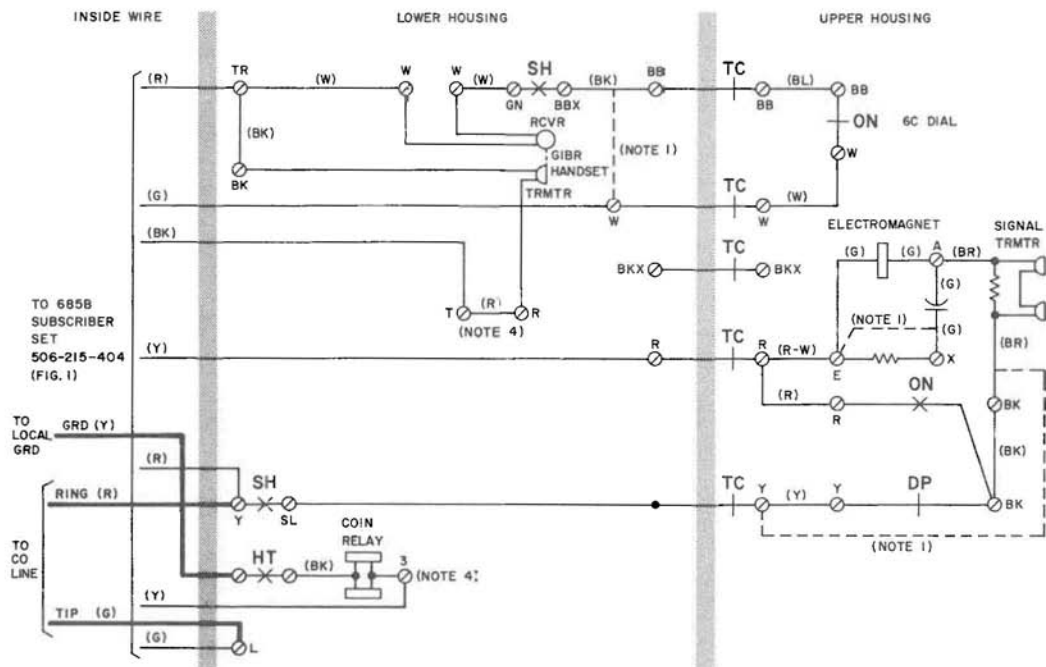 INSIDE WIRE
LOWER HOUSING
UPPER HOUSING
(R)
TR
(W)
W
W
(W)
SH
GN
BBX
(BK)
BB
TC
BB
(BL)
BB
ON
6C DIAL
RCVR
GIBR
HANDSET
TRMTR
(BK)
BK
(NOTE 1)
W
(G)
W
TC
W
(W)
(BK)
T
(R)
R
(NOTE 4)
BKX
TC
BKX
ELECTROMAGNET
SIGNAL
TRMTR
(G)
(G)
A
(BR)
(G)
(NOTE 1)
(G)
(BR)
TO 685B
SUBSCRIBER
SET
506-215-404
(FIG. 1)
(Y)
R
TC
R
(R-W)
E
X
(R)
R
ON
BK
(BK)
TO
LOCAL
GRD
GRD (Y)
(R)
RING (R)
SH
Y
SL
TC
Y
(Y)
Y
DP
BK
(NOTE 1)
TO
CO
LINE
HT
(BK)
COIN
RELAY
3
(NOTE 4)
(Y)
TIP (G)
(G)
L